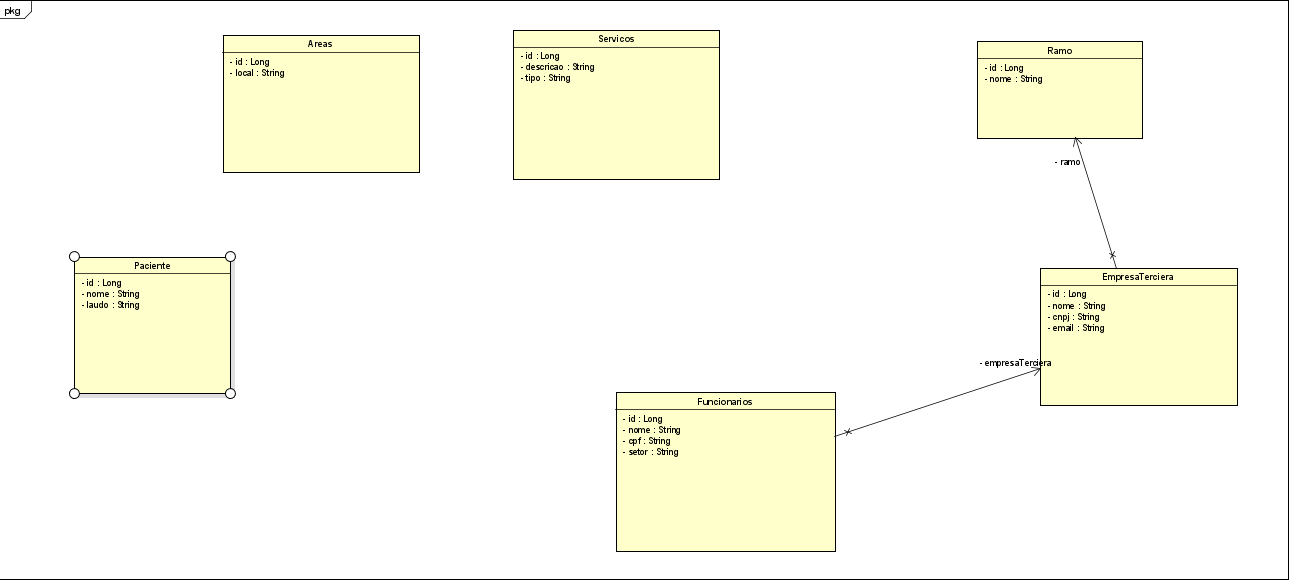 pkg
Areas
- id : Long
- local : String
Servicos
- id : Long
- descricao : String
- tipo : String
Ramo
- id : Long
- nome : String
- ramo
Paciente
- id : Long
- nome : String
- laudo : String
EmpresaTerciera
- id : Long
- nome : String
- cnpj : String
- email : String
- empresaTerciera
Funcionarios
- id : Long
- nome : String
- cpf : String
- setor : String